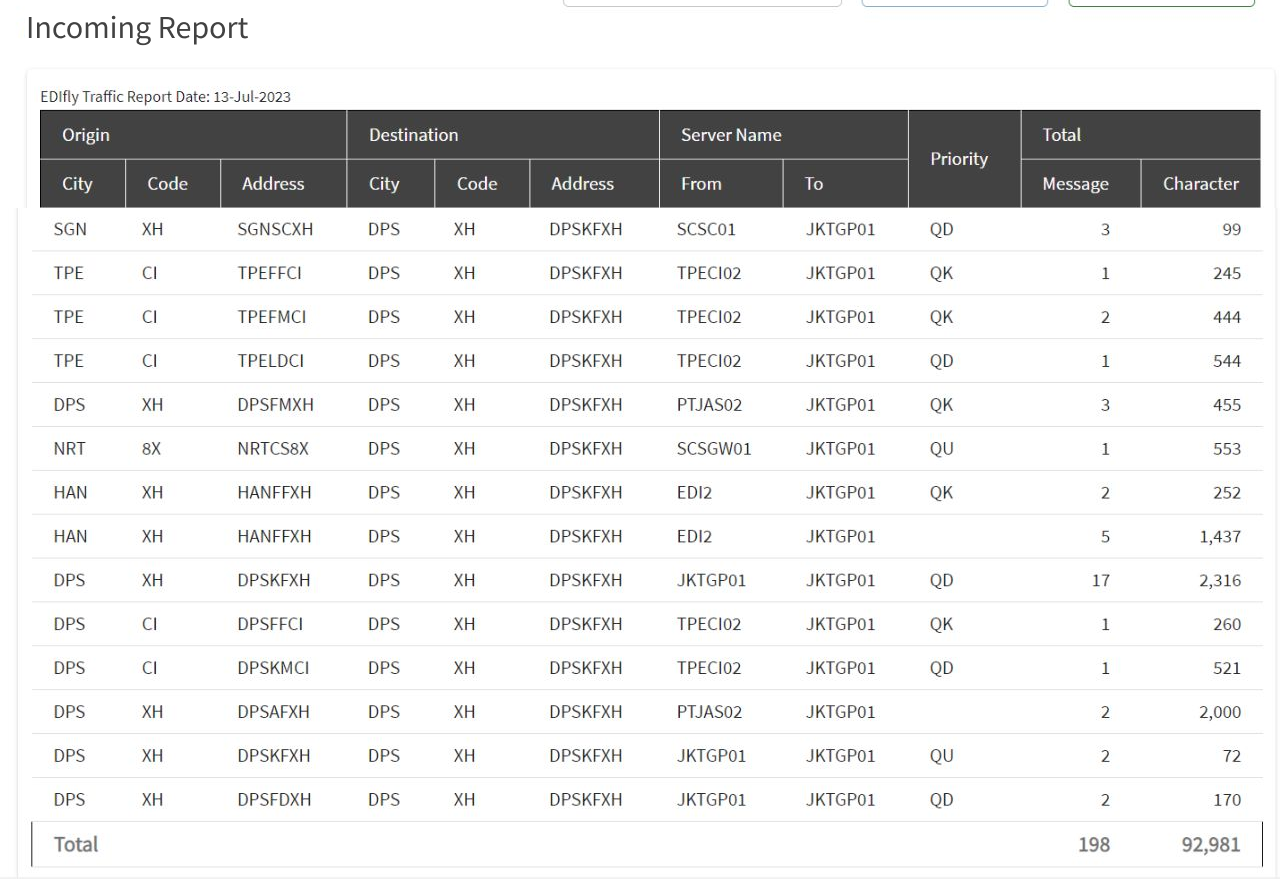 Incoming Report
EDIfly Traffic Report Date: 13-Jul-2023
Origin Destination Server Name Priority Total
City Code Address City Code Address From To Message Character
SGN XH SGNSCXH DPS XH DPSKFXH SCSC01 JKTGP01 QD 3 99
TPE CI TPEFFCI DPS XH DPSKFXH TPECI02 JKTGP01 QK 1 245
TPE CI TPEFMCI DPS XH DPSKFXH TPECI02 JKTGP01 QK 2 444
TPE CI TPELDCI DPS XH DPSKFXH TPECI02 JKTGP01 QD 1 544
DPS XH DPSFMXH DPS XH DPSKFXH PTJAS02 JKTGP01 QK 3 455
NRT 8X NRTCS8X DPS XH DPSKFXH SCSGW01 JKTGP01 QU 1 553
HAN XH HANFFXH DPS XH DPSKFXH EDI2 JKTGP01 QK 2 252
HAN XH HANFFXH DPS XH DPSKFXH EDI2 JKTGP01 5 1,437
DPS XH DPSKFXH DPS XH DPSKFXH JKTGP01 JKTGP01 QD 17 2,316
DPS CI DPSFFCI DPS XH DPSKFXH TPECI02 JKTGP01 QK 1 260
DPS CI DPSKMCI DPS XH DPSKFXH TPECI02 JKTGP01 QD 1 521
DPS XH DPSAFXH DPS XH DPSKFXH PTJAS02 JKTGP01 2 2,000
DPS XH DPSKFXH DPS XH DPSKFXH JKTGP01 JKTGP01 QU 2 72
DPS XH DPSFDXH DPS XH DPSKFXH JKTGP01 JKTGP01 QD 2 170
Total 198 92,981